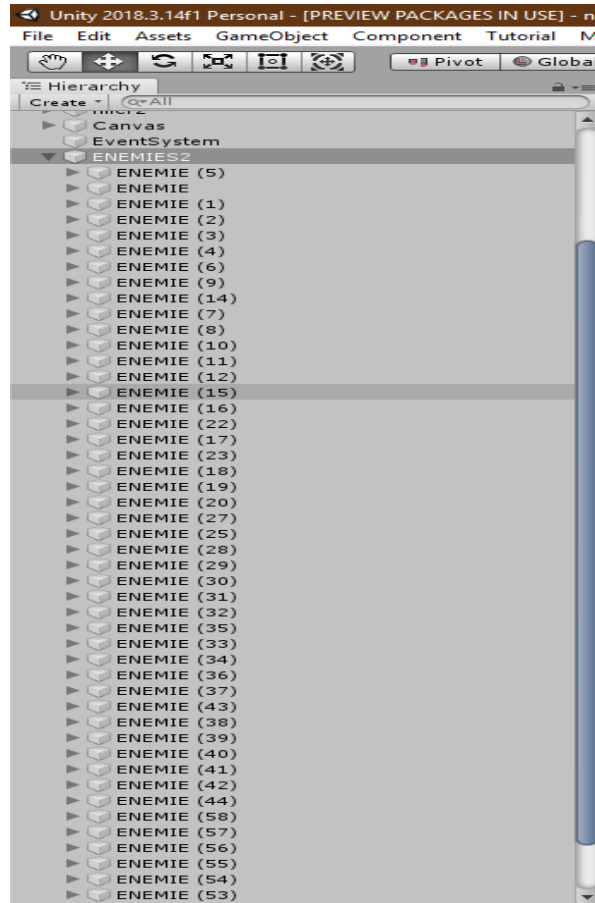 Unity 2018.3.14f1 Personal - [PREVIEW PACKAGES IN USE] - n
File Edit Assets GameObject Component Tutorial M
Pivot Globa
Hierarchy
Create All
Canvas
EventSystem
ENEMIES2
ENEMIE (5)
ENEMIE
ENEMIE (1)
ENEMIE (2)
ENEMIE (3)
ENEMIE (4)
ENEMIE (6)
ENEMIE (9)
ENEMIE (14)
ENEMIE (7)
ENEMIE (8)
ENEMIE (10)
ENEMIE (11)
ENEMIE (12)
ENEMIE (15)
ENEMIE (16)
ENEMIE (22)
ENEMIE (17)
ENEMIE (23)
ENEMIE (18)
ENEMIE (19)
ENEMIE (20)
ENEMIE (27)
ENEMIE (25)
ENEMIE (28)
ENEMIE (29)
ENEMIE (30)
ENEMIE (31)
ENEMIE (32)
ENEMIE (35)
ENEMIE (33)
ENEMIE (34)
ENEMIE (36)
ENEMIE (37)
ENEMIE (43)
ENEMIE (38)
ENEMIE (39)
ENEMIE (40)
ENEMIE (41)
ENEMIE (42)
ENEMIE (44)
ENEMIE (58)
ENEMIE (57)
ENEMIE (56)
ENEMIE (55)
ENEMIE (54)
ENEMIE (53)